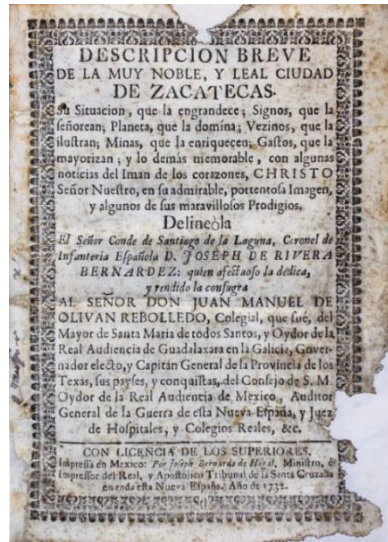 DESCRIPCION BREVE
DE LA MUY NOBLE, Y LEAL CIUDAD
DE ZACATECAS.
Su Situacion, que la engrandece; Signos, que la
señorean; Planeta, que la domina; Vezinos, que la
ilustran; Minas, que la enriquecen; Gastos, que la
mayorizan; y lo demàs memorable, con algunas
noticias del Iman de los corazones, CHRISTO
Señor Nuestro, en su admirable, portentosa Imagen,
y algunos de sus maravillosos Prodigios,
Delineòla
El Señor Conde de Santiago de la Laguna, Coronel de
Infanteria Española D. JOSEPH DE RIVERA
BERNARDEZ: quien afectuoso la dedica,
y rendido la consagra
AL SEÑOR DON JUAN MANUEL DE
OLIVAN REBOLLEDO, Colegial, que fuè, del
Mayor de Santa Maria de todos Santos, y Oydor de la
Real Audiencia de Guadalaxara en la Galicia, Gover-
nador electo, y Capitàn General de la Provincia de los
Texas, sus payses, y conquistas, del Consejo de S. M.
Oydor de la Real Audiencia de Mexico, Auditor
General de la Guerra de esta Nueva-España, y Juez
de Hospitales, y Colegios Reales, &c.
CON LICENCIA DE LOS SUPERIORES.
Impressa en Mexico: Por Joseph Bernardo de Hogal, Ministro, è
Impressor del Real, y Apostolico Tribunal de la Santa Cruzada
en toda esta Nueva España. Año de 1732.